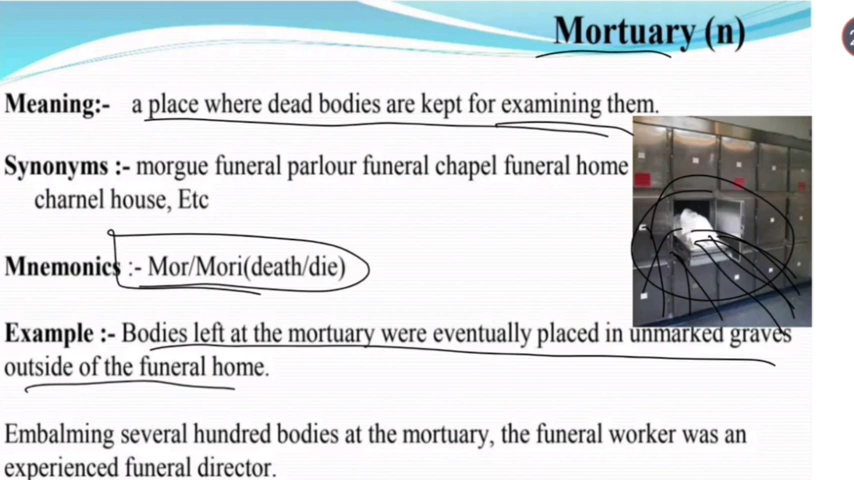 Mortuary (n)
Meaning:- a place where dead bodies are kept for examining them.
Synonyms :- morgue funeral parlour funeral chapel funeral home
charnel house, Etc
Mnemonics :- Mor/Mori(death/die)
Example :- Bodies left at the mortuary were eventually placed in unmarked graves
outside of the funeral home.
Embalming several hundred bodies at the mortuary, the funeral worker was an
experienced funeral director.